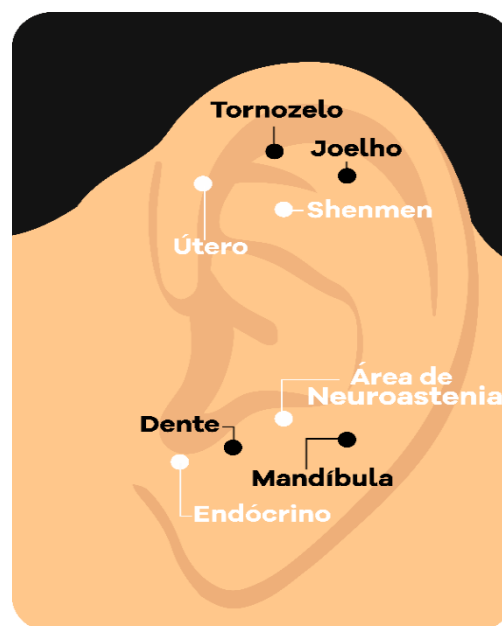 Tornozelo
Joelho
Shenmen
Útero
Área de
Neuroastenia
Dente
Mandíbula
Endócrino